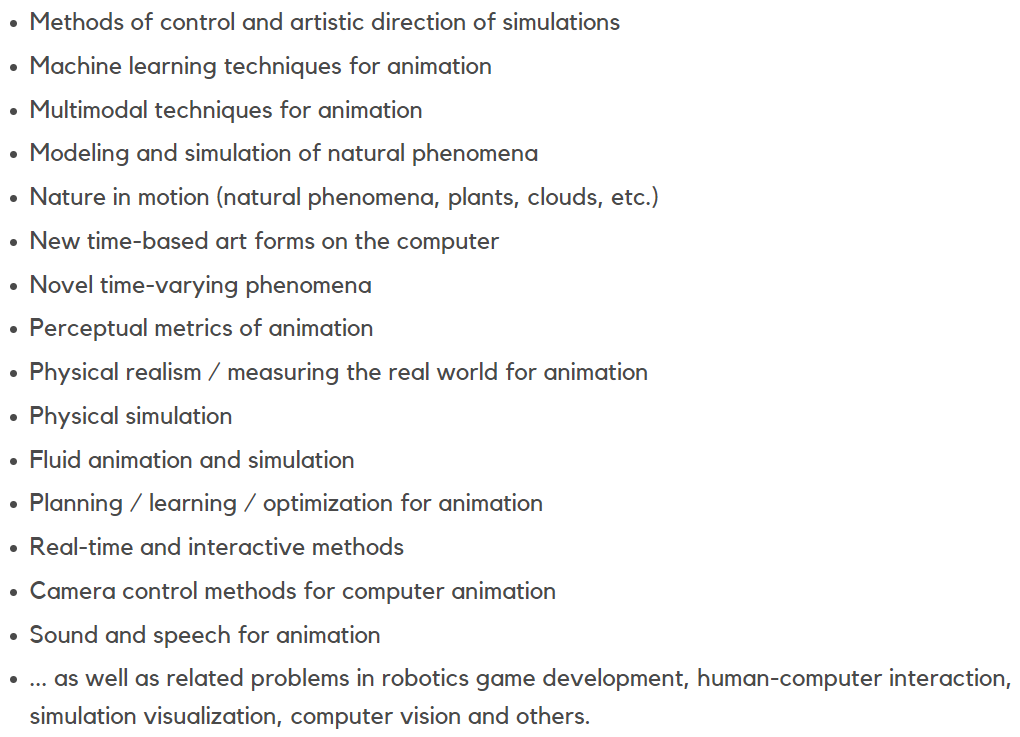 • Methods of control and artistic direction of simulations
• Machine learning techniques for animation
• Multimodal techniques for animation
• Modeling and simulation of natural phenomena
• Nature in motion (natural phenomena, plants, clouds, etc.)
• New time-based art forms on the computer
• Novel time-varying phenomena
• Perceptual metrics of animation
• Physical realism / measuring the real world for animation
• Physical simulation
• Fluid animation and simulation
• Planning / learning / optimization for animation
• Real-time and interactive methods
• Camera control methods for computer animation
• Sound and speech for animation
• ... as well as related problems in robotics game development, human-computer interaction,
simulation visualization, computer vision and others.